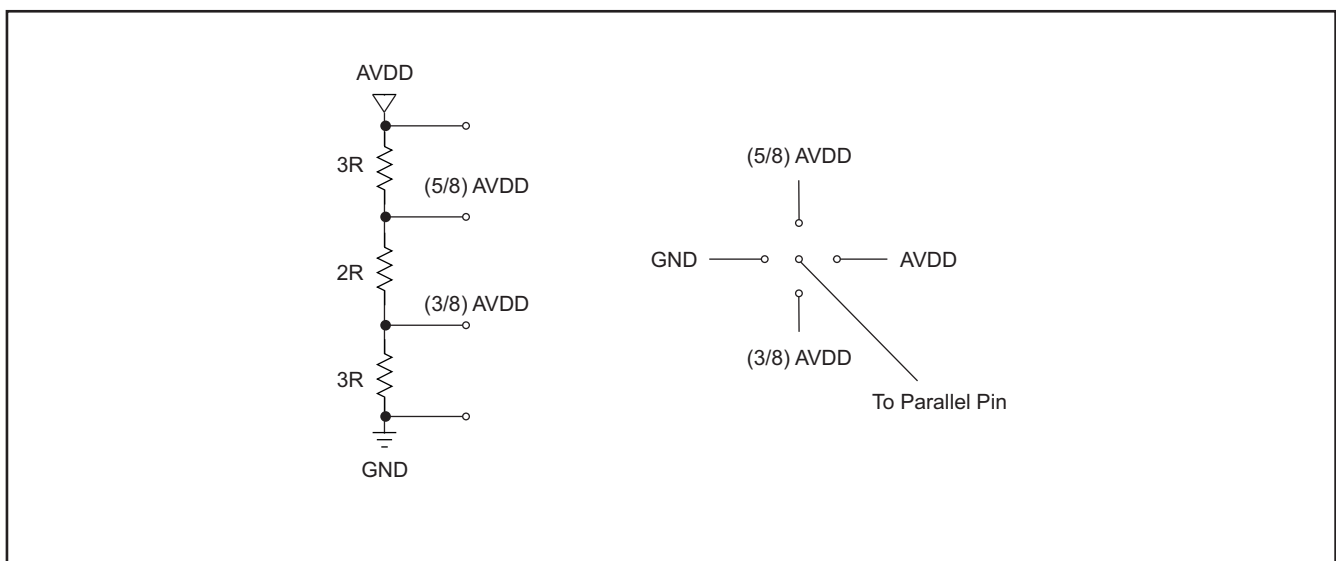 AVDD
3R
(5/8) AVDD
2R
(3/8) AVDD
3R
GND
(5/8) AVDD
GND
AVDD
(3/8) AVDD
To Parallel Pin